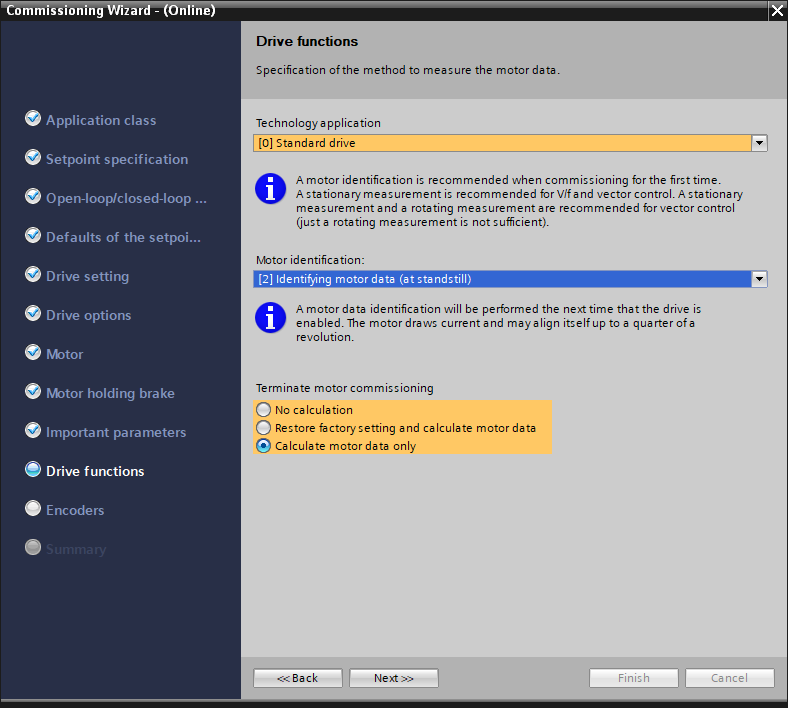 Commissioning Wizard - (Online)
Application class
Setpoint specification
Open-loop/closed-loop ...
Defaults of the setpoi...
Drive setting
Drive options
Motor
Motor holding brake
Important parameters
Drive functions
Encoders
Summary
Drive functions
Specification of the method to measure the motor data.
Technology application
[0] Standard drive
A motor identification is recommended when commissioning for the first time.
A stationary measurement is recommended for V/f and vector control. A stationary
measurement and a rotating measurement are recommended for vector control
(just a rotating measurement is not sufficient).
Motor identification:
[2] Identifying motor data (at standstill)
A motor data identification will be performed the next time that the drive is
enabled. The motor draws current and may align itself up to a quarter of a
revolution.
Terminate motor commissioning
No calculation
Restore factory setting and calculate motor data
Calculate motor data only
<< Back
Next >>
Finish
Cancel